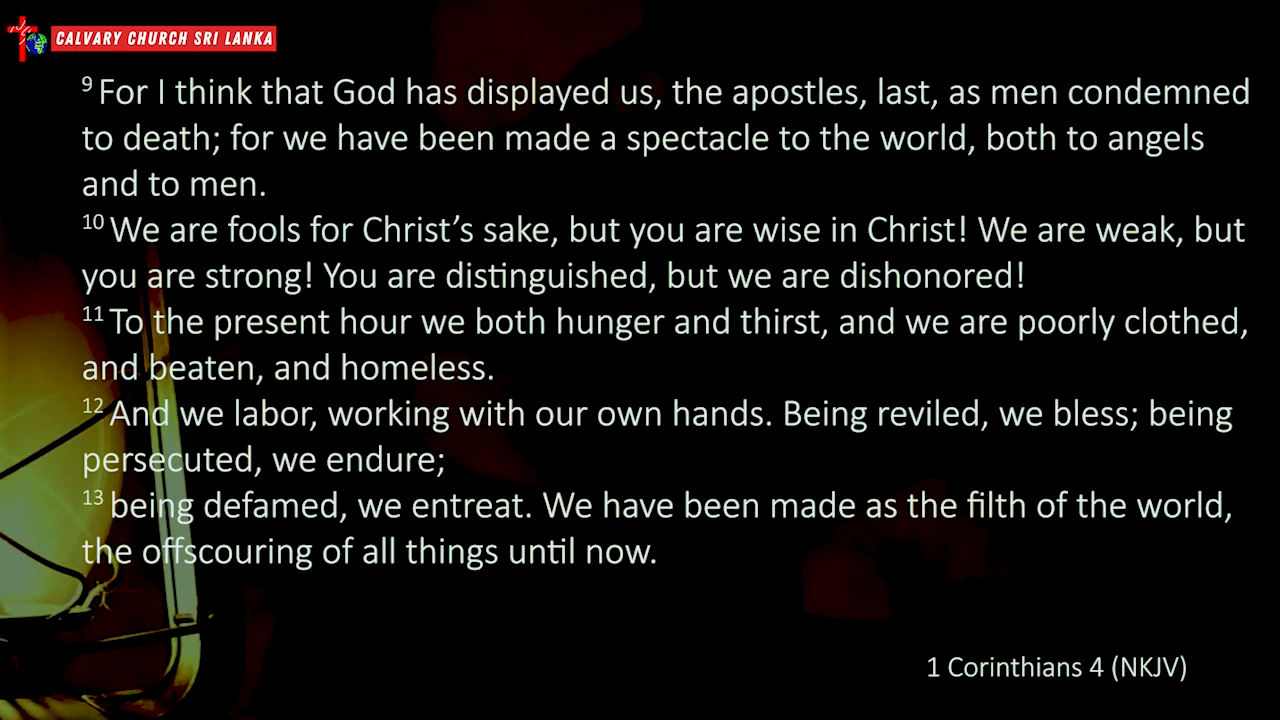 CALVARY CHURCH SRI LANKA
9 For I think that God has displayed us, the apostles, last, as men condemned
to death; for we have been made a spectacle to the world, both to angels
and to men.
10 We are fools for Christ’s sake, but you are wise in Christ! We are weak, but
you are strong! You are distinguished, but we are dishonored!
11 To the present hour we both hunger and thirst, and we are poorly clothed,
and beaten, and homeless.
12 And we labor, working with our own hands. Being reviled, we bless; being
persecuted, we endure;
13 being defamed, we entreat. We have been made as the filth of the world,
the offscouring of all things until now.
1 Corinthians 4 (NKJV)